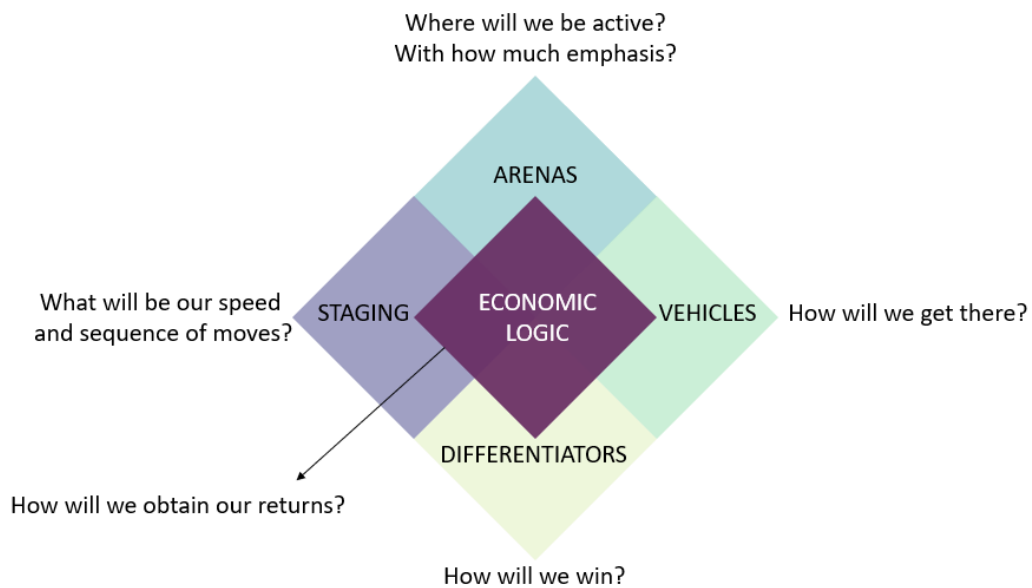 Where will we be active?
With how much emphasis?
ARENAS
What will be our speed
and sequence of moves?
STAGING
ECONOMIC
LOGIC
VEHICLES
How will we get there?
DIFFERENTIATORS
How will we obtain our returns?
How will we win?